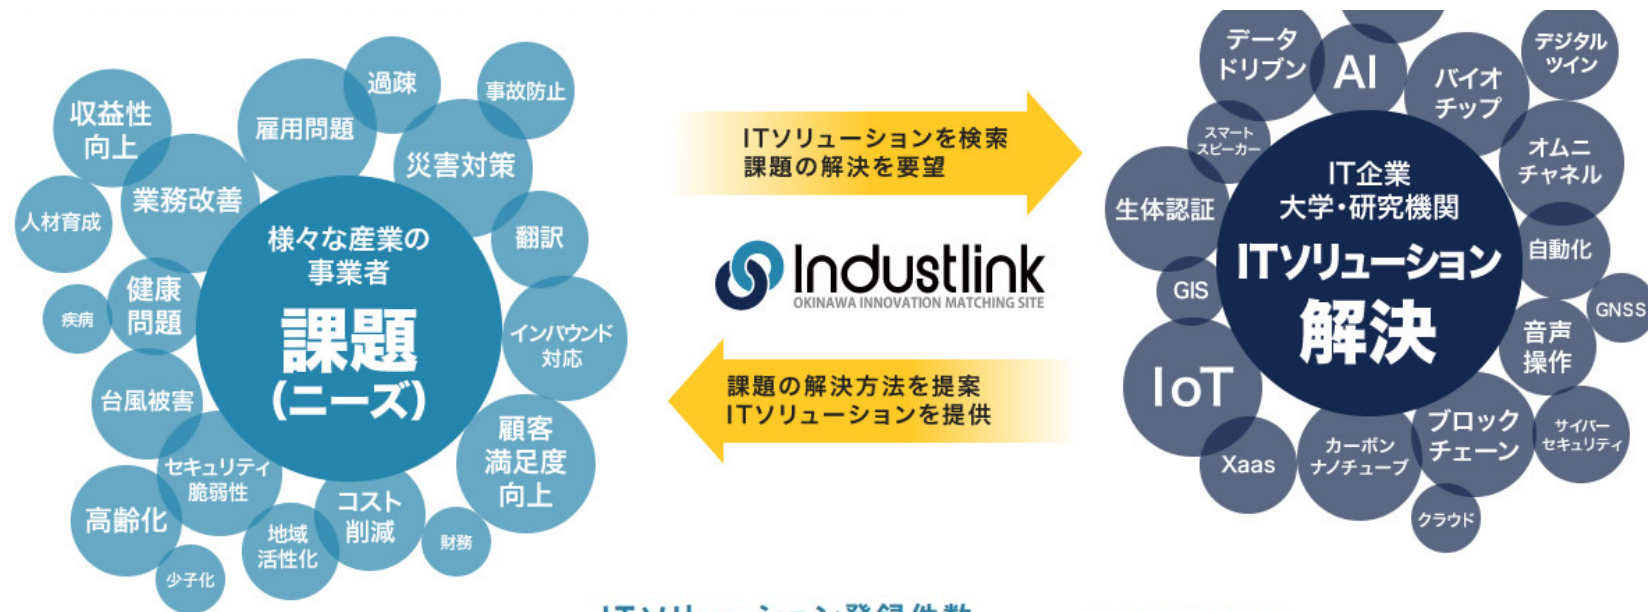 過疎
事故防止
収益性
向上
雇用問題
災害対策
業務改善
人材育成
翻訳
様々な産業の
事業者
課題
(ニーズ)
健康
問題
疾病
インバウンド
対応
台風被害
顧客
満足度
向上
セキュリティ
脆弱性
高齢化
コスト
削減
地域
活性化
財務
少子化
ITソリューションを検索
課題の解決を要望
Industlink
OKINAWA INNOVATION MATCHING SITE
課題の解決方法を提案
ITソリューションを提供
データ
ドリブン
AI
バイオ
チップ
デジタル
ツイン
スマート
スピーカー
オムニ
チャネル
生体認証
IT企業
大学・研究機関
ITソリューション
解決
自動化
GIS
GNSS
音声
操作
IoT
ブロック
チェーン
サイバー
セキュリティ
カーボン
ナノチューブ
Xaas
クラウド
ITソリューション登録件数